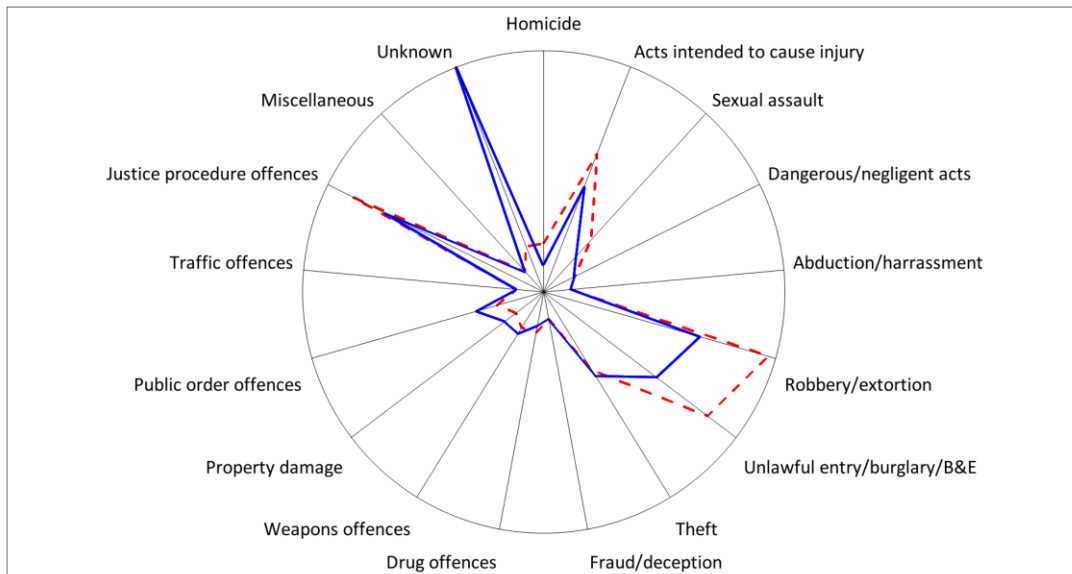 Homicide
Unknown
Acts intended to cause injury
Miscellaneous
Sexual assault
Justice procedure offences
Dangerous/negligent acts
Traffic offences
Abduction/harrassment
Public order offences
Robbery/extortion
Property damage
Unlawful entry/burglary/B&E
Weapons offences
Theft
Drug offences
Fraud/deception